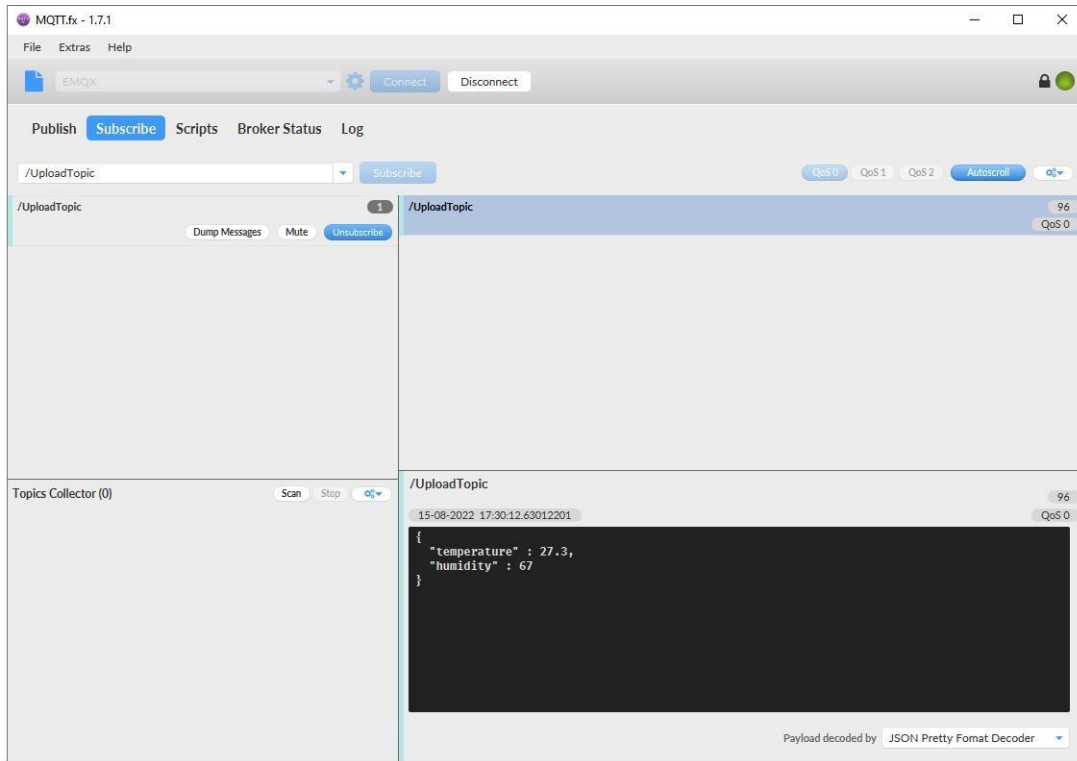 MQTT.fx - 1.7.1
File Extras Help
EMQX Connect Disconnect
Publish Subscribe Scripts Broker Status Log
/UploadTopic Subscribe QoS 0 QoS 1 QoS 2 Autoscroll
/UploadTopic 1
Dump Messages Mute Unsubscribe
/UploadTopic 96
QoS 0
Topics Collector (0) Scan Stop
/UploadTopic
96
15-08-2022 17:30:12.63012201 QoS 0
{
"temperature" : 27.3,
"humidity" : 67
}
Payload decoded by JSON Pretty Fomat Decoder